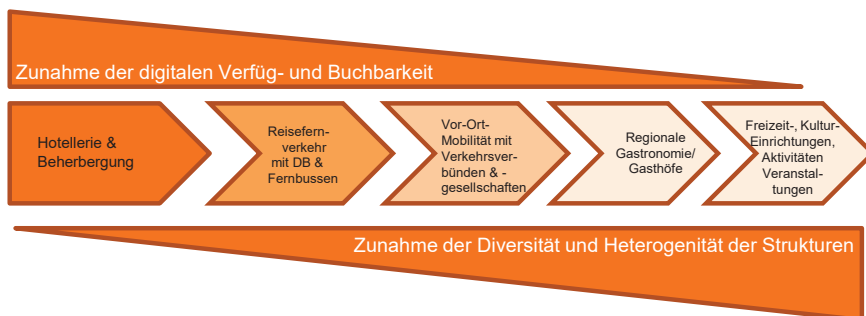 Zunahme der digitalen Verfüg- und Buchbarkeit
Hotellerie &
Beherbergung
Reisefern-
verkehr
mit DB &
Fernbussen
Vor-Ort-
Mobilität mit
Verkehrsver-
bünden & -
gesellschaften
Regionale
Gastronomie/
Gasthöfe
Freizeit-, Kultur-
Einrichtungen,
Aktivitäten
Veranstal-
tungen
Zunahme der Diversität und Heterogenität der Strukturen